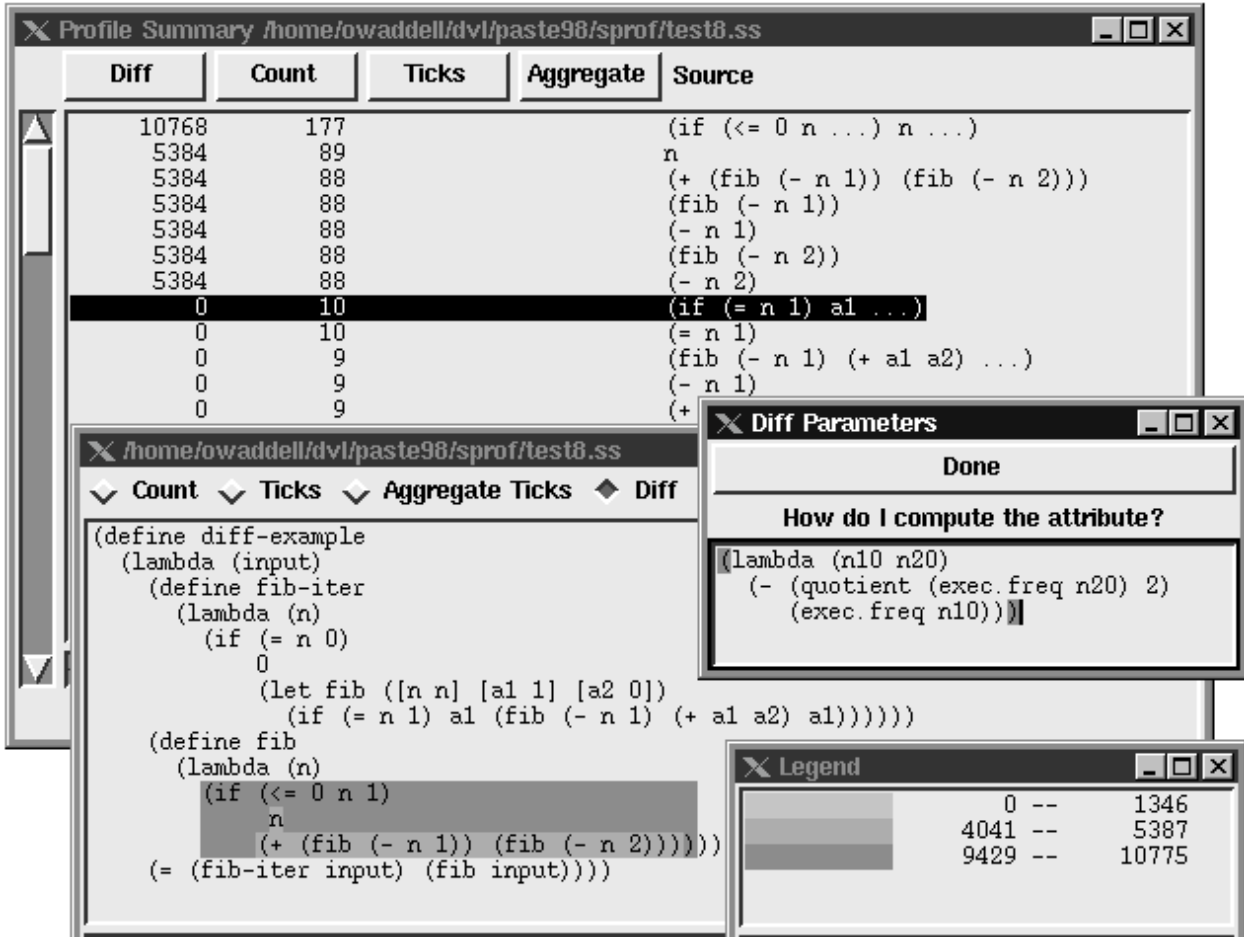 Profile Summary /home/owaddell/dvl/paste98/sprof/test8.ss
Diff Count Ticks Aggregate Source
10768 177 (if (<= 0 n ...) n ...)
5384 89 n
5384 88 (+ (fib (- n 1)) (fib (- n 2)))
5384 88 (fib (- n 1))
5384 88 (- n 1)
5384 88 (fib (- n 2))
5384 88 (- n 2)
0 10 (if (= n 1) a1 ...)
0 10 (= n 1)
0 9 (fib (- n 1) (+ a1 a2) ...)
0 9 (- n 1)
0 9 (+
/home/owaddell/dvl/paste98/sprof/test8.ss
Count Ticks Aggregate Ticks Diff
(define diff-example
(lambda (input)
(define fib-iter
(lambda (n)
(if (= n 0)
0
(let fib ([n n] [a1 1] [a2 0])
(if (= n 1) a1 (fib (- n 1) (+ a1 a2) a1))))))
(define fib
(lambda (n)
(if (<= 0 n 1)
n
(+ (fib (- n 1)) (fib (- n 2))))))
(= (fib-iter input) (fib input))))
Diff Parameters
Done
How do I compute the attribute?
(lambda (n10 n20)
(- (quotient (exec.freq n20) 2)
(exec.freq n10)))
Legend
0 -- 1346
4041 -- 5387
9429 -- 10775